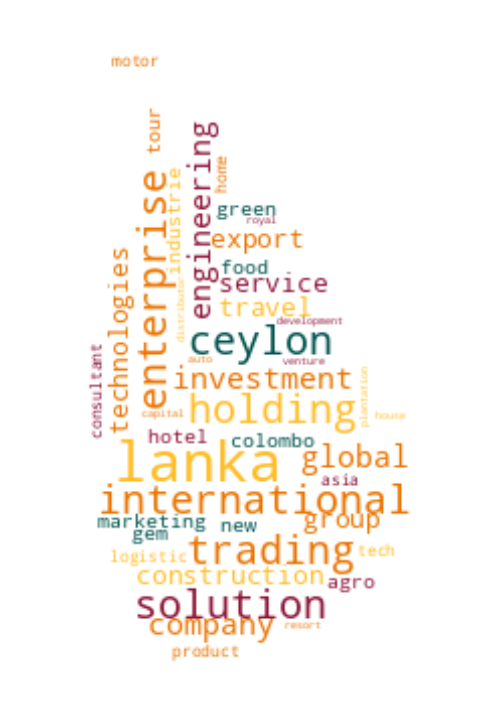 motor
tour
engineering
home
enterprise
industrie
green
royal
export
technologies
food
service
distributor
travel
development
ceylon
consultant
auto
venture
investment
plantation
holding
capital
house
hotel
colombo
lanka
global
asia
international
marketing
new
group
gem
trading
tech
logistic
construction
agro
solution
company
resort
product